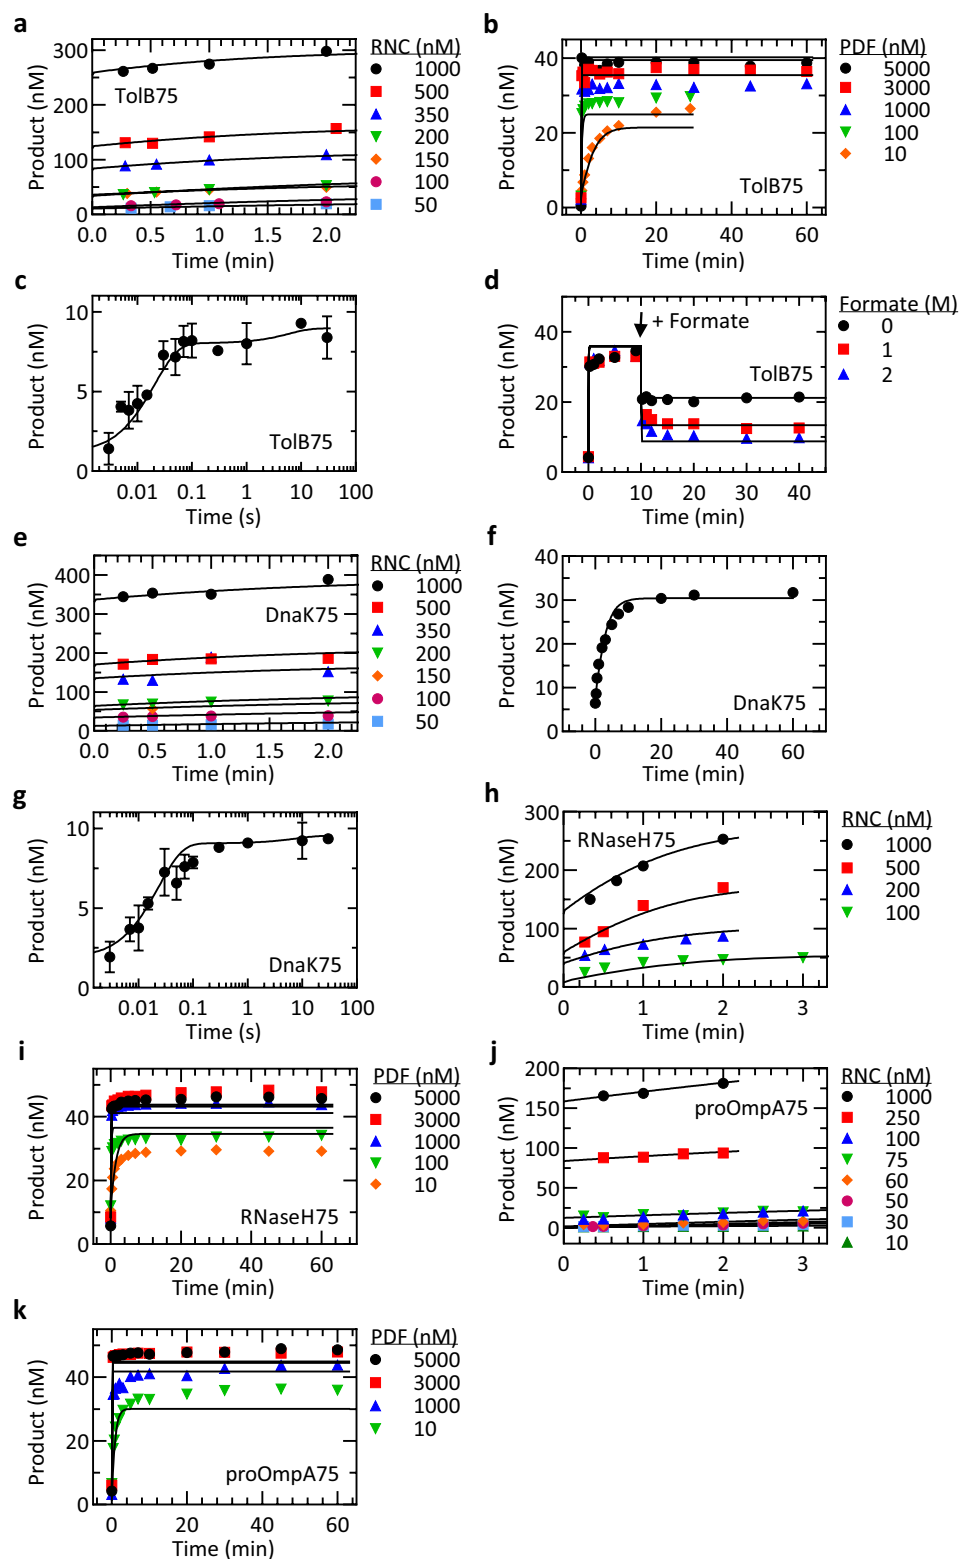 a
RNC (nM)
1000
500
350
200
150
100
50
300
200
100
0
Product (nM)
TolB75
0.0 0.5 1.0 1.5 2.0
Time (min)
b
PDF (nM)
5000
3000
1000
100
10
40
20
0
Product (nM)
TolB75
0 20 40 60
Time (min)
c
10
5
0
Product (nM)
TolB75
0.01 0.1 1 10 100
Time (s)
d
Formate (M)
0
1
2
+ Formate
40
20
0
Product (nM)
TolB75
0 10 20 30 40
Time (min)
e
RNC (nM)
1000
500
350
200
150
100
50
400
300
200
100
0
Product (nM)
DnaK75
0.0 0.5 1.0 1.5 2.0
Time (min)
f
40
30
20
10
0
Product (nM)
DnaK75
0 20 40 60
Time (min)
g
10
5
0
Product (nM)
DnaK75
0.01 0.1 1 10 100
Time (s)
h
RNC (nM)
1000
500
200
100
300
200
100
0
Product (nM)
RNaseH75
0 1 2 3
Time (min)
i
PDF (nM)
5000
3000
1000
100
10
40
20
0
Product (nM)
RNaseH75
0 20 40 60
Time (min)
j
RNC (nM)
1000
250
100
75
60
50
30
10
200
150
100
50
0
Product (nM)
proOmpA75
0 1 2 3
Time (min)
k
PDF (nM)
5000
3000
1000
10
40
20
0
Product (nM)
proOmpA75
0 20 40 60
Time (min)